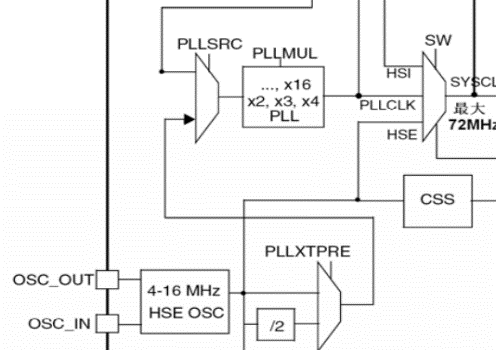 PLLSRC
SW
PLLMUL
HSI
..., x16
x2, x3, x4
PLL
SYSCL
PLLCLK
最大
72MHz
HSE
CSS
PLLXTPRE
OSC_OUT
4-16 MHz
HSE OSC
OSC_IN
/2